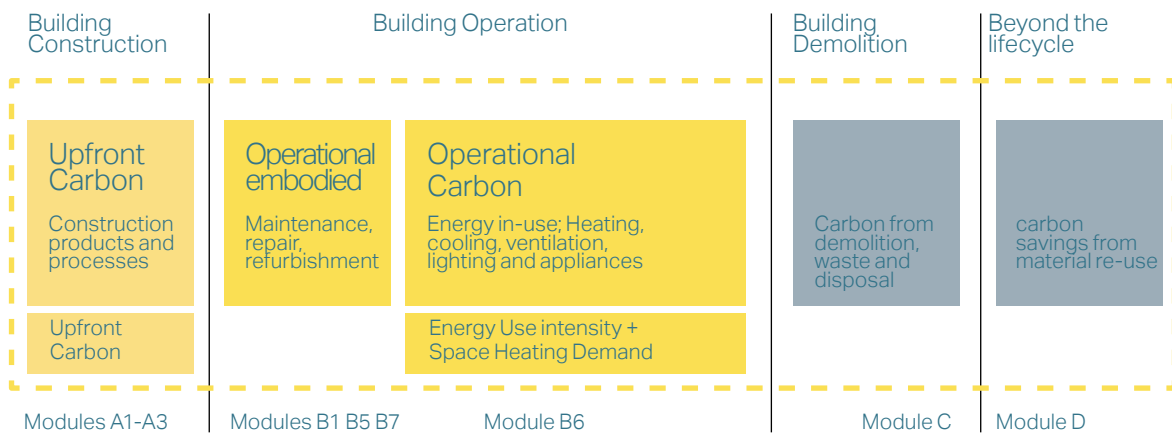 Building
Construction
Building Operation
Building
Demolition
Beyond the
lifecycle
Upfront
Carbon
Construction
products and
processes
Operational
embodied
Maintenance,
repair,
refurbishment
Operational
Carbon
Energy in-use; Heating,
cooling, ventilation,
lighting and appliances
Carbon from
demolition,
waste and
disposal
carbon
savings from
material re-use
Upfront
Carbon
Energy Use intensity +
Space Heating Demand
Modules A1-A3
Modules B1 B5 B7
Module B6
Module C
Module D